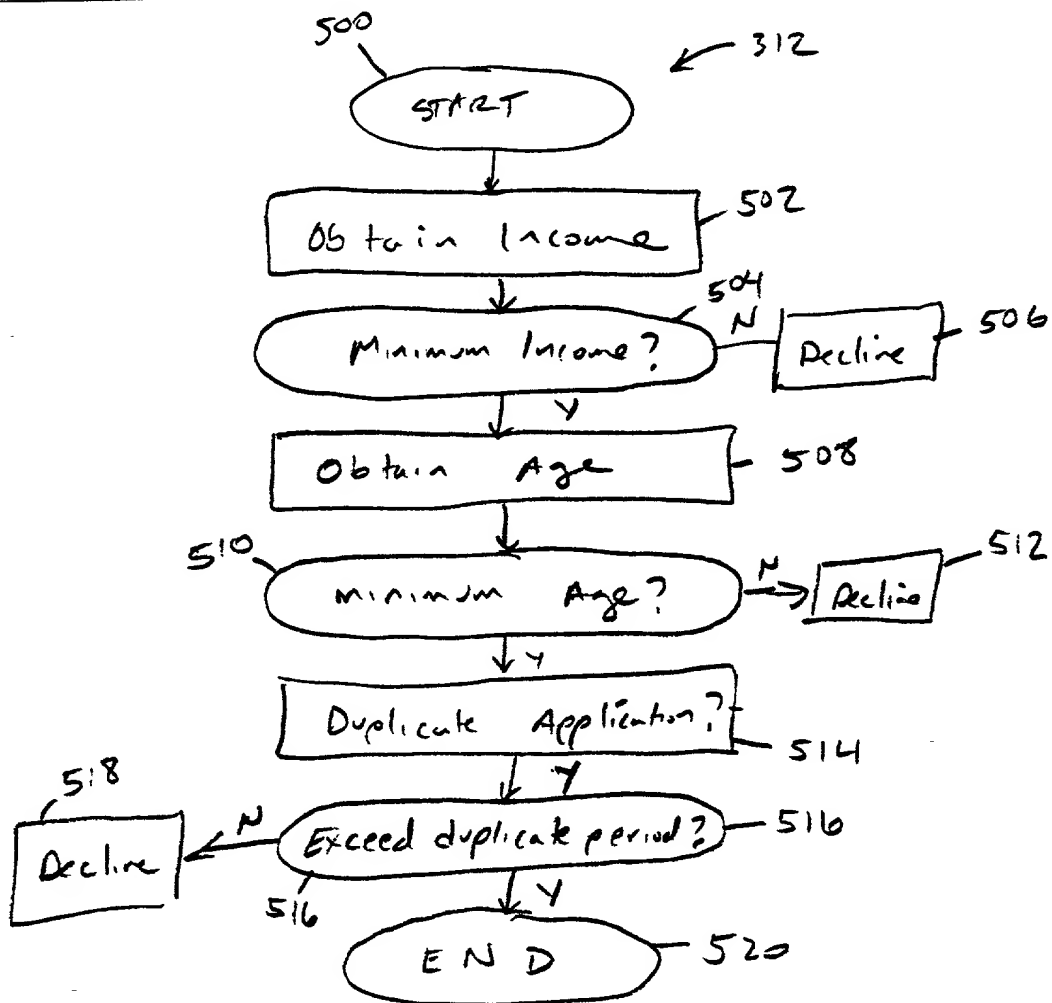 500
312
START
502
Obtain Income
504
Minimum Income?
N
Decline
506
Y
Obtain Age
508
510
Minimum Age?
N
Decline
512
Y
Duplicate Application?
514
Y
518
Decline
N
Exceed duplicate period?
516
516
Y
END
520